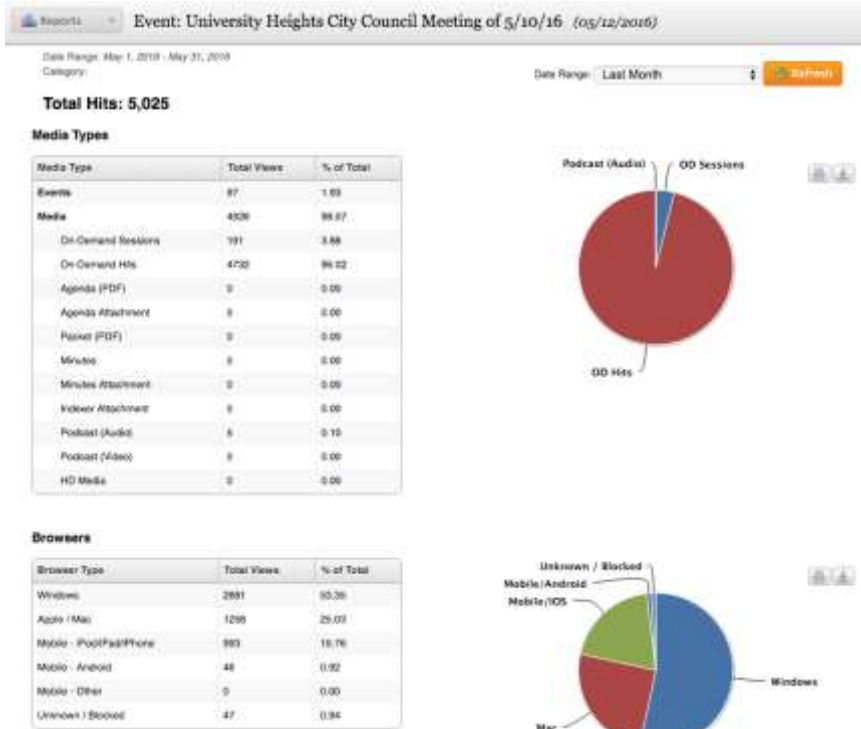 Reports
Event: University Heights City Council Meeting of 5/10/16 (05/12/2016)
Date Range: May 1, 2016 - May 31, 2016
Category:
Date Range: Last Month Refresh
Total Hits: 5,025
Media Types
Media Type Total Views % of Total
Events 97 1.93
Media 4928 98.07
On-Demand Sessions 191 3.88
On-Demand Hits 4732 96.02
Agenda (PDF) 0 0.00
Agenda Attachment 0 0.00
Packet (PDF) 0 0.00
Minutes 0 0.00
Minutes Attachment 0 0.00
Indexer Attachment 0 0.00
Podcast (Audio) 5 0.10
Podcast (Video) 0 0.00
HD Media 0 0.00
Podcast (Audio) OD Sessions
OD Hits
Browsers
Browser Type Total Views % of Total
Windows 2681 53.35
Apple / Mac 1258 25.03
Mobile - iPod/iPad/iPhone
Mobile - Android 0.92
Mobile - Other 0 0.00
Unknown / Blocked 47 0.94
Unknown / Blocked
Mobile/Android
Mobile/IOS
Windows
Mac